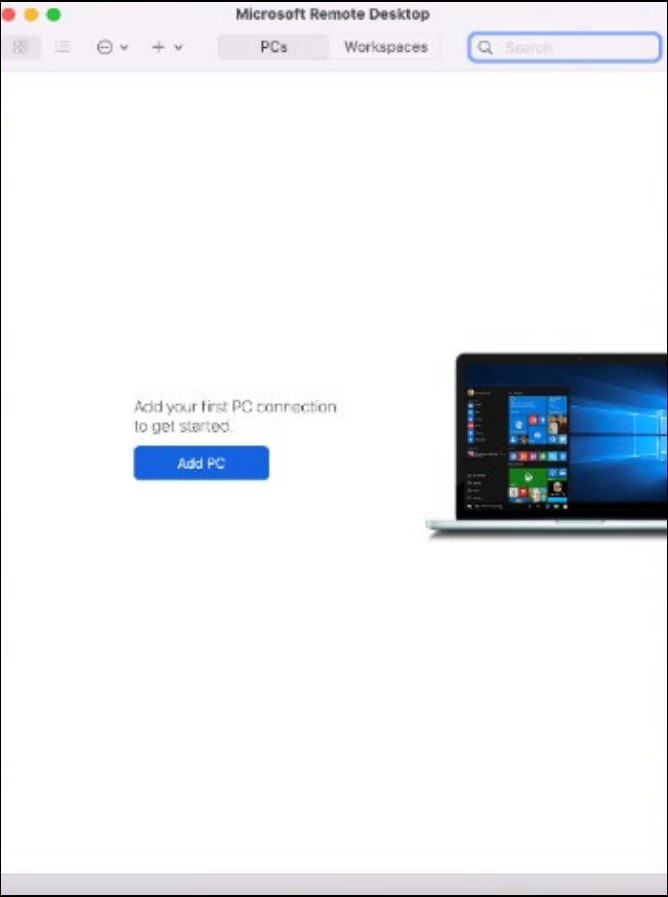 Microsoft Remote Desktop
PCs
Workspaces
Search
Add your first PC connection
to get started.
Add PC